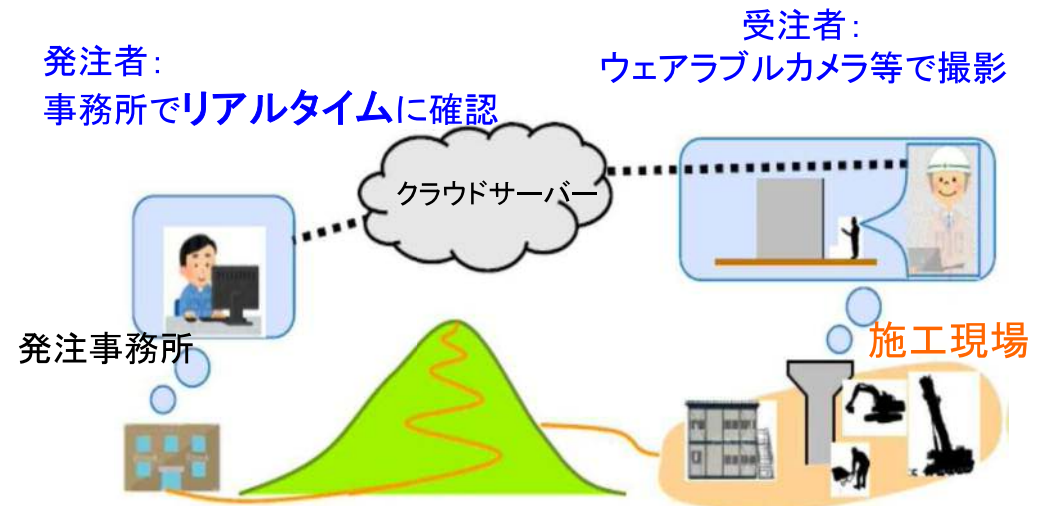 発注者：
事務所でリアルタイムに確認
受注者：
ウェアラブルカメラ等で撮影
クラウドサーバー
発注事務所
施工現場